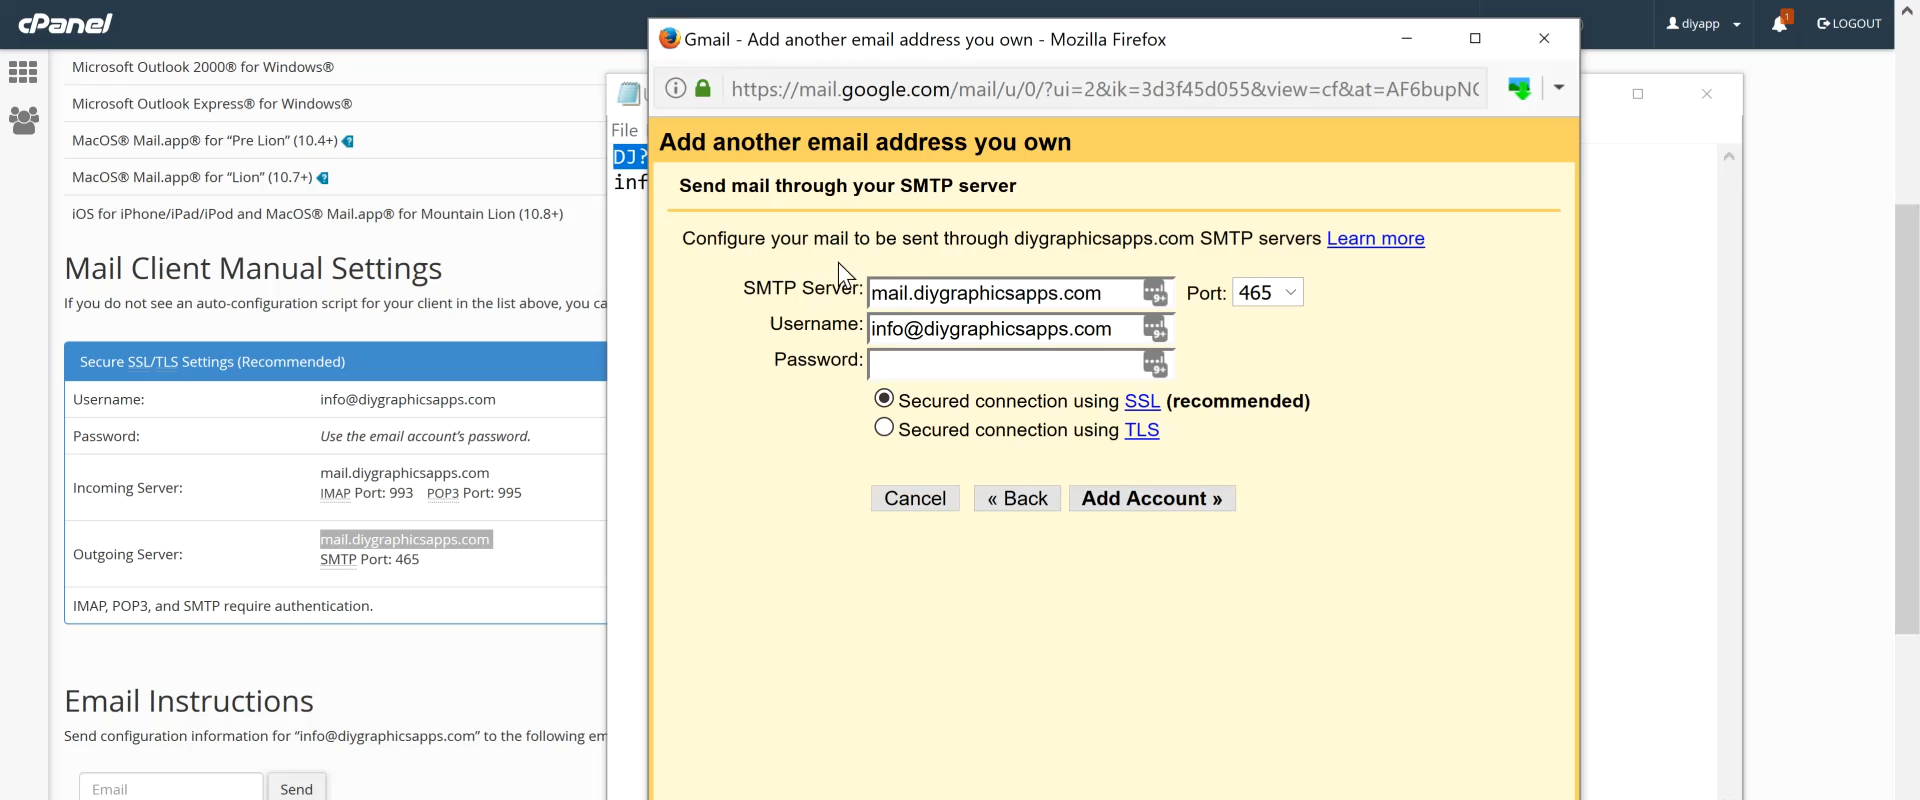 cPanel
diyapp
1
LOGOUT
Microsoft Outlook 2000® for Windows®
Microsoft Outlook Express® for Windows®
MacOS® Mail.app® for “Pre Lion” (10.4+)
MacOS® Mail.app® for “Lion” (10.7+)
iOS for iPhone/iPad/iPod and MacOS® Mail.app® for Mountain Lion (10.8+)
Mail Client Manual Settings
If you do not see an auto-configuration script for your client in the list above, you ca
Secure SSL/TLS Settings (Recommended)
Username: info@diygraphicsapps.com
Password: Use the email account’s password.
Incoming Server: mail.diygraphicsapps.com
IMAP Port: 993 POP3 Port: 995
Outgoing Server: mail.diygraphicsapps.com
SMTP Port: 465
IMAP, POP3, and SMTP require authentication.
Email Instructions
Send configuration information for “info@diygraphicsapps.com” to the following em
Email
Send
File
DJ?
inf
Gmail - Add another email address you own - Mozilla Firefox
https://mail.google.com/mail/u/0/?ui=2&ik=3d3f45d055&view=cf&at=AF6bupN
Add another email address you own
Send mail through your SMTP server
Configure your mail to be sent through diygraphicsapps.com SMTP servers Learn more
SMTP Server: mail.diygraphicsapps.com 9+ Port: 465
Username: info@diygraphicsapps.com 9+
Password: 9+
Secured connection using SSL (recommended)
Secured connection using TLS
Cancel « Back Add Account »